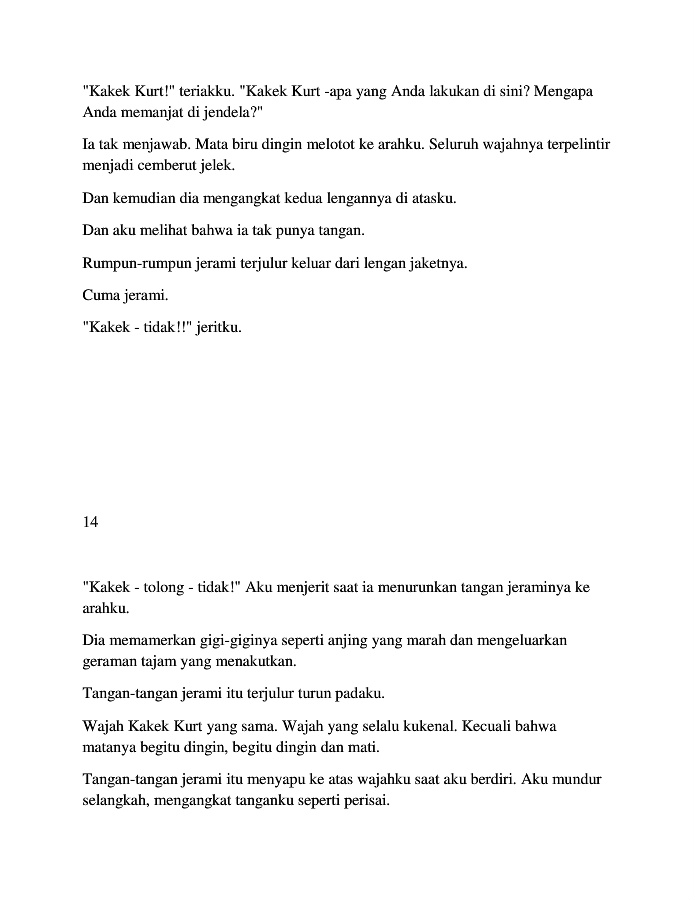 "Kakek Kurt!" teriakku. "Kakek Kurt -apa yang Anda lakukan di sini? Mengapa
Anda memanjat di jendela?"
Ia tak menjawab. Mata biru dingin melotot ke arahku. Seluruh wajahnya terpelintir
menjadi cemberut jelek.
Dan kemudian dia mengangkat kedua lengannya di atasku.
Dan aku melihat bahwa ia tak punya tangan.
Rumpun-rumpun jerami terjulur keluar dari lengan jaketnya.
Cuma jerami.
"Kakek - tidak!!" jeritku.
14
"Kakek - tolong - tidak!" Aku menjerit saat ia menurunkan tangan jeraminya ke
arahku.
Dia memamerkan gigi-giginya seperti anjing yang marah dan mengeluarkan
geraman tajam yang menakutkan.
Tangan-tangan jerami itu terjulur turun padaku.
Wajah Kakek Kurt yang sama. Wajah yang selalu kukenal. Kecuali bahwa
matanya begitu dingin, begitu dingin dan mati.
Tangan-tangan jerami itu menyapu ke atas wajahku saat aku berdiri. Aku mundur
selangkah, mengangkat tanganku seperti perisai.